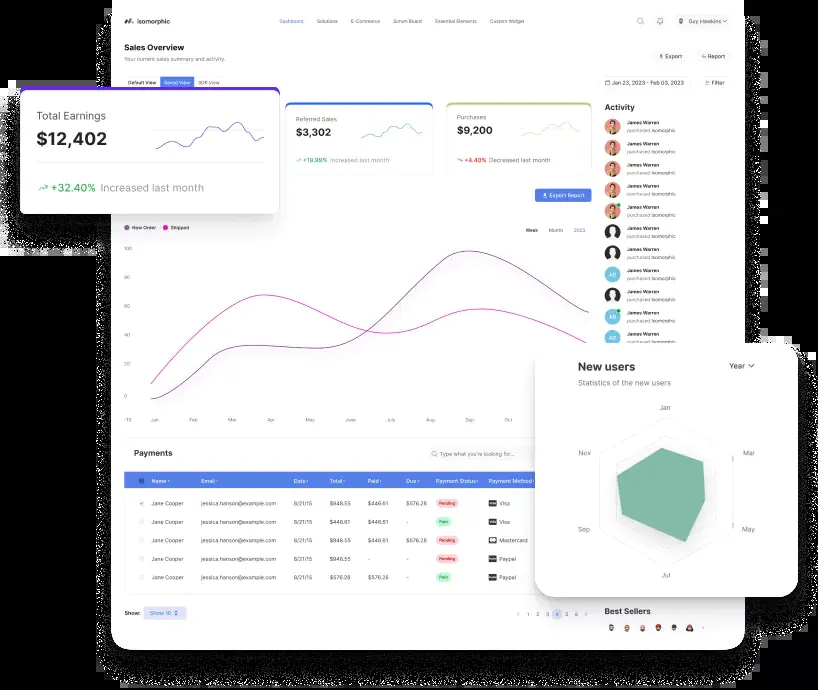 isomorphic
Dashboard Solutions E-Commerce Scrum Board Essential Elements Custom Widget
Guy Hawkins
Sales Overview
Your current sales summary and activity.
Export Report
Default View Saved View SDR View
Jan 23, 2023 - Feb 03, 2023 Filter
Total Earnings
$12,402
+32.40% Increased last month
Referred Sales
$3,302
+19.99% Increased last month
Purchases
$9,200
+4.40% Decreased last month
Export Report
New Order Shipped
Week Month 2023
100
80
60
40
20
0
-10 Jan Feb Mar Apr May June July Aug Sep Oct
Activity
James Warren
purchased Isomorphic
James Warren
purchased Isomorphic
James Warren
purchased Isomorphic
James Warren
purchased Isomorphic
James Warren
purchased Isomorphic
James Warren
purchased Isomorphic
James Warren
purchased Isomorphic
AB
James Warren
purchased Isomorphic
James Warren
purchased Isomorphic
AB
James Warren
purchased Isomorphic
AB
James Warren
New users
Year
Statistics of the new users
Jan
Nov
Mar
Sep
May
Jul
Payments
Type what you're looking for...
Name Email Date Total Paid Due Payment Status Payment Method
Jane Cooper jessica.hanson@example.com 8/21/15 $948.55 $446.61 $576.28 Pending Visa
Jane Cooper jessica.hanson@example.com 8/21/15 $446.61 $446.61 - Paid Visa
Jane Cooper jessica.hanson@example.com 8/21/15 $948.55 $446.61 $576.28 Pending Mastercard
Jane Cooper jessica.hanson@example.com 8/21/15 $948.55 - - Pending Paypal
Jane Cooper jessica.hanson@example.com 8/21/15 $576.28 $576.28 - Paid Paypal
Show: Show 10
1 2 3 4 5 6
Best Sellers